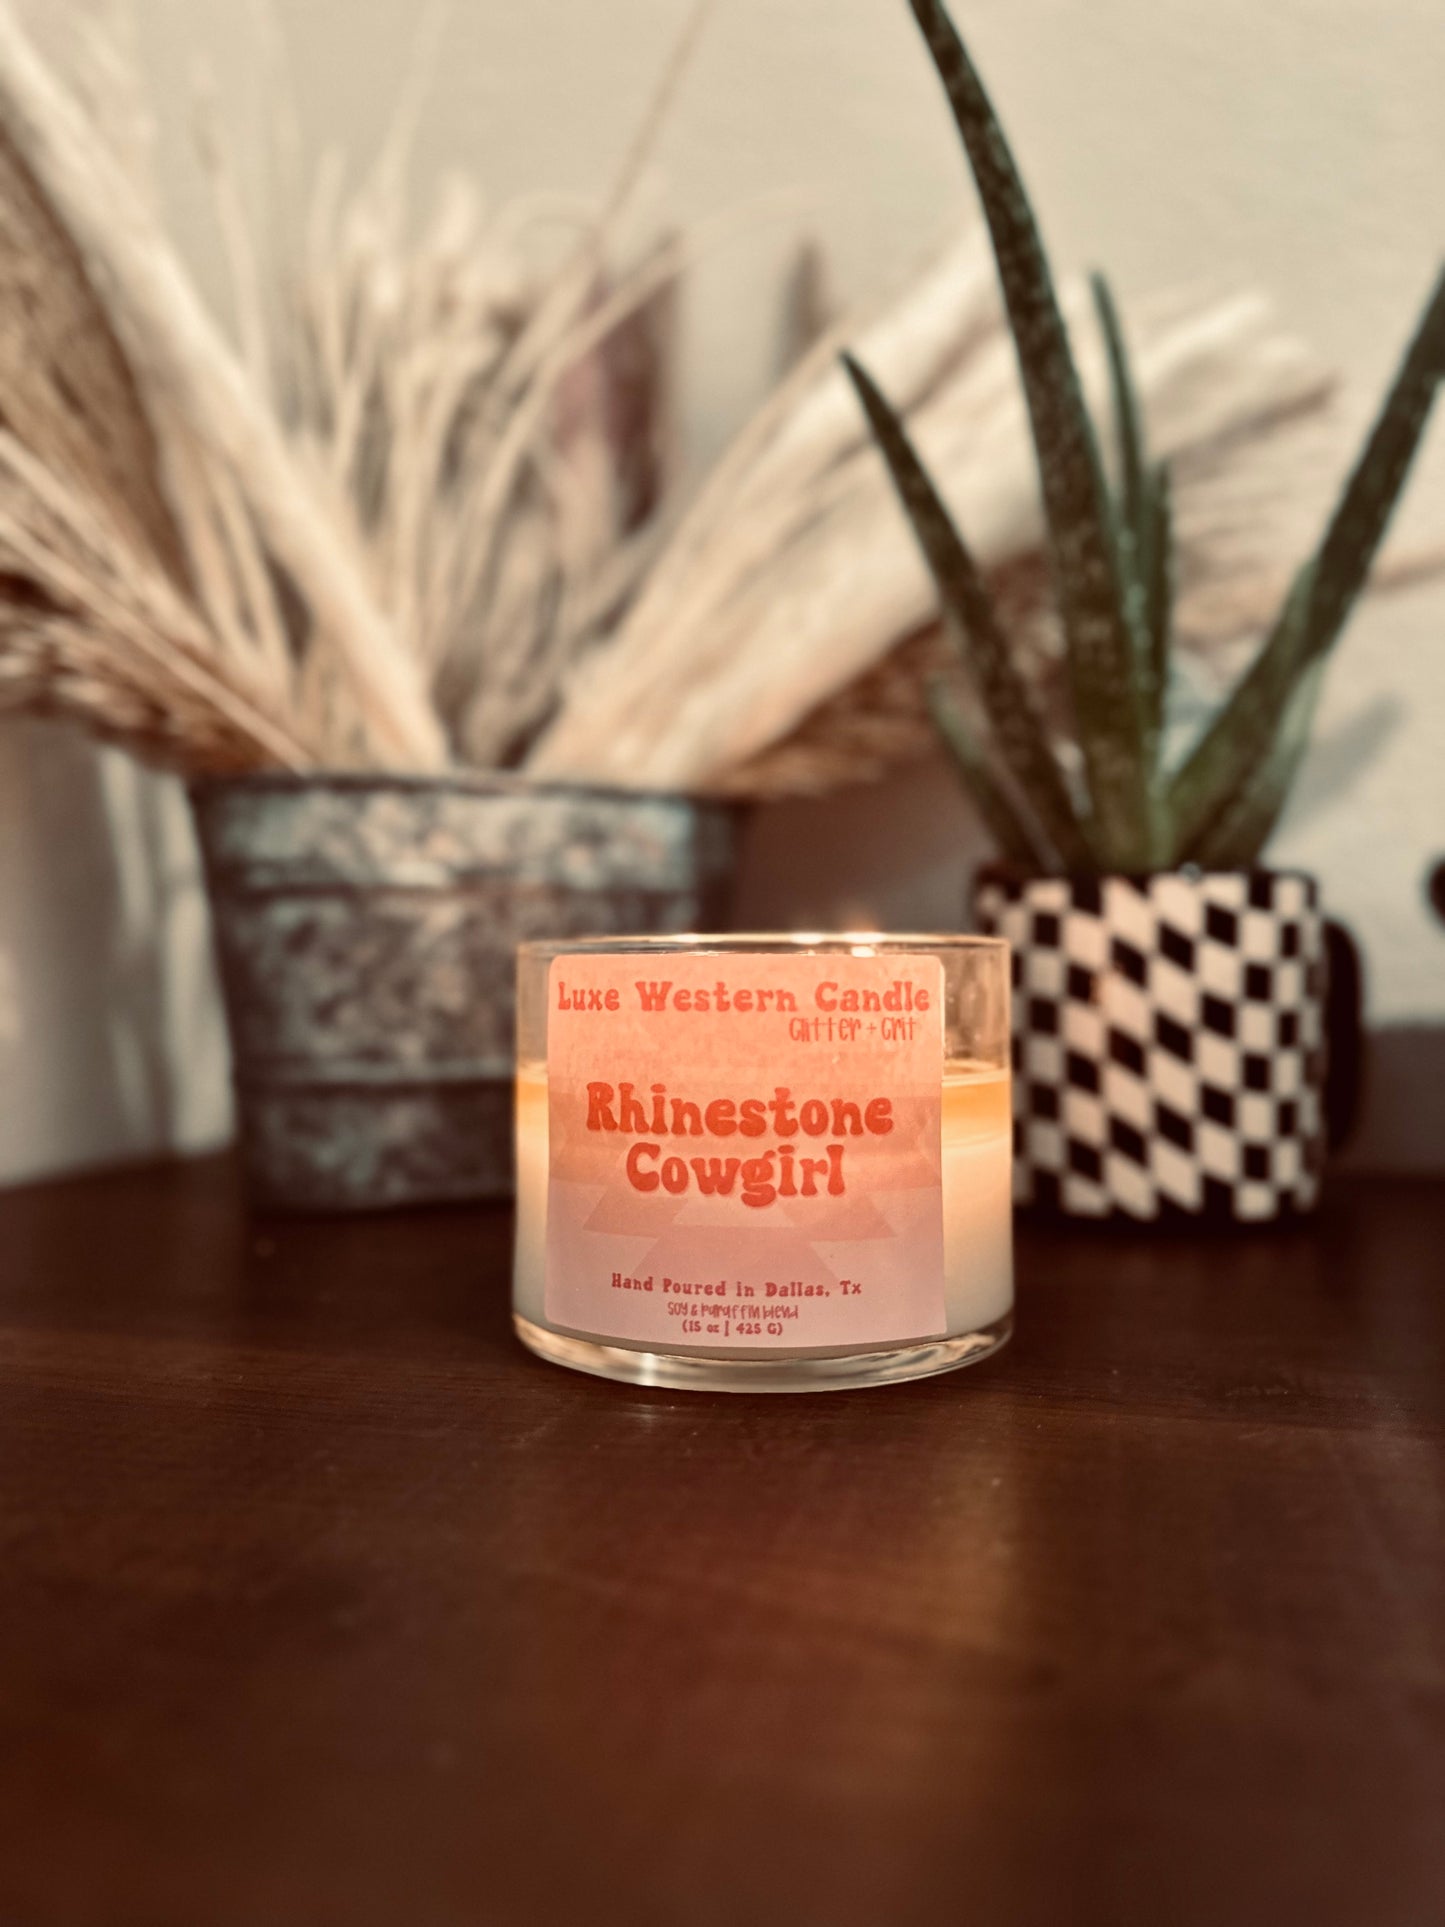 Luxe Western Candle
Glitter + Grit
Rhinestone
Cowgirl
Hand Poured in Dallas, Tx
Soy & Paraffin blend
(15 oz | 425 G)